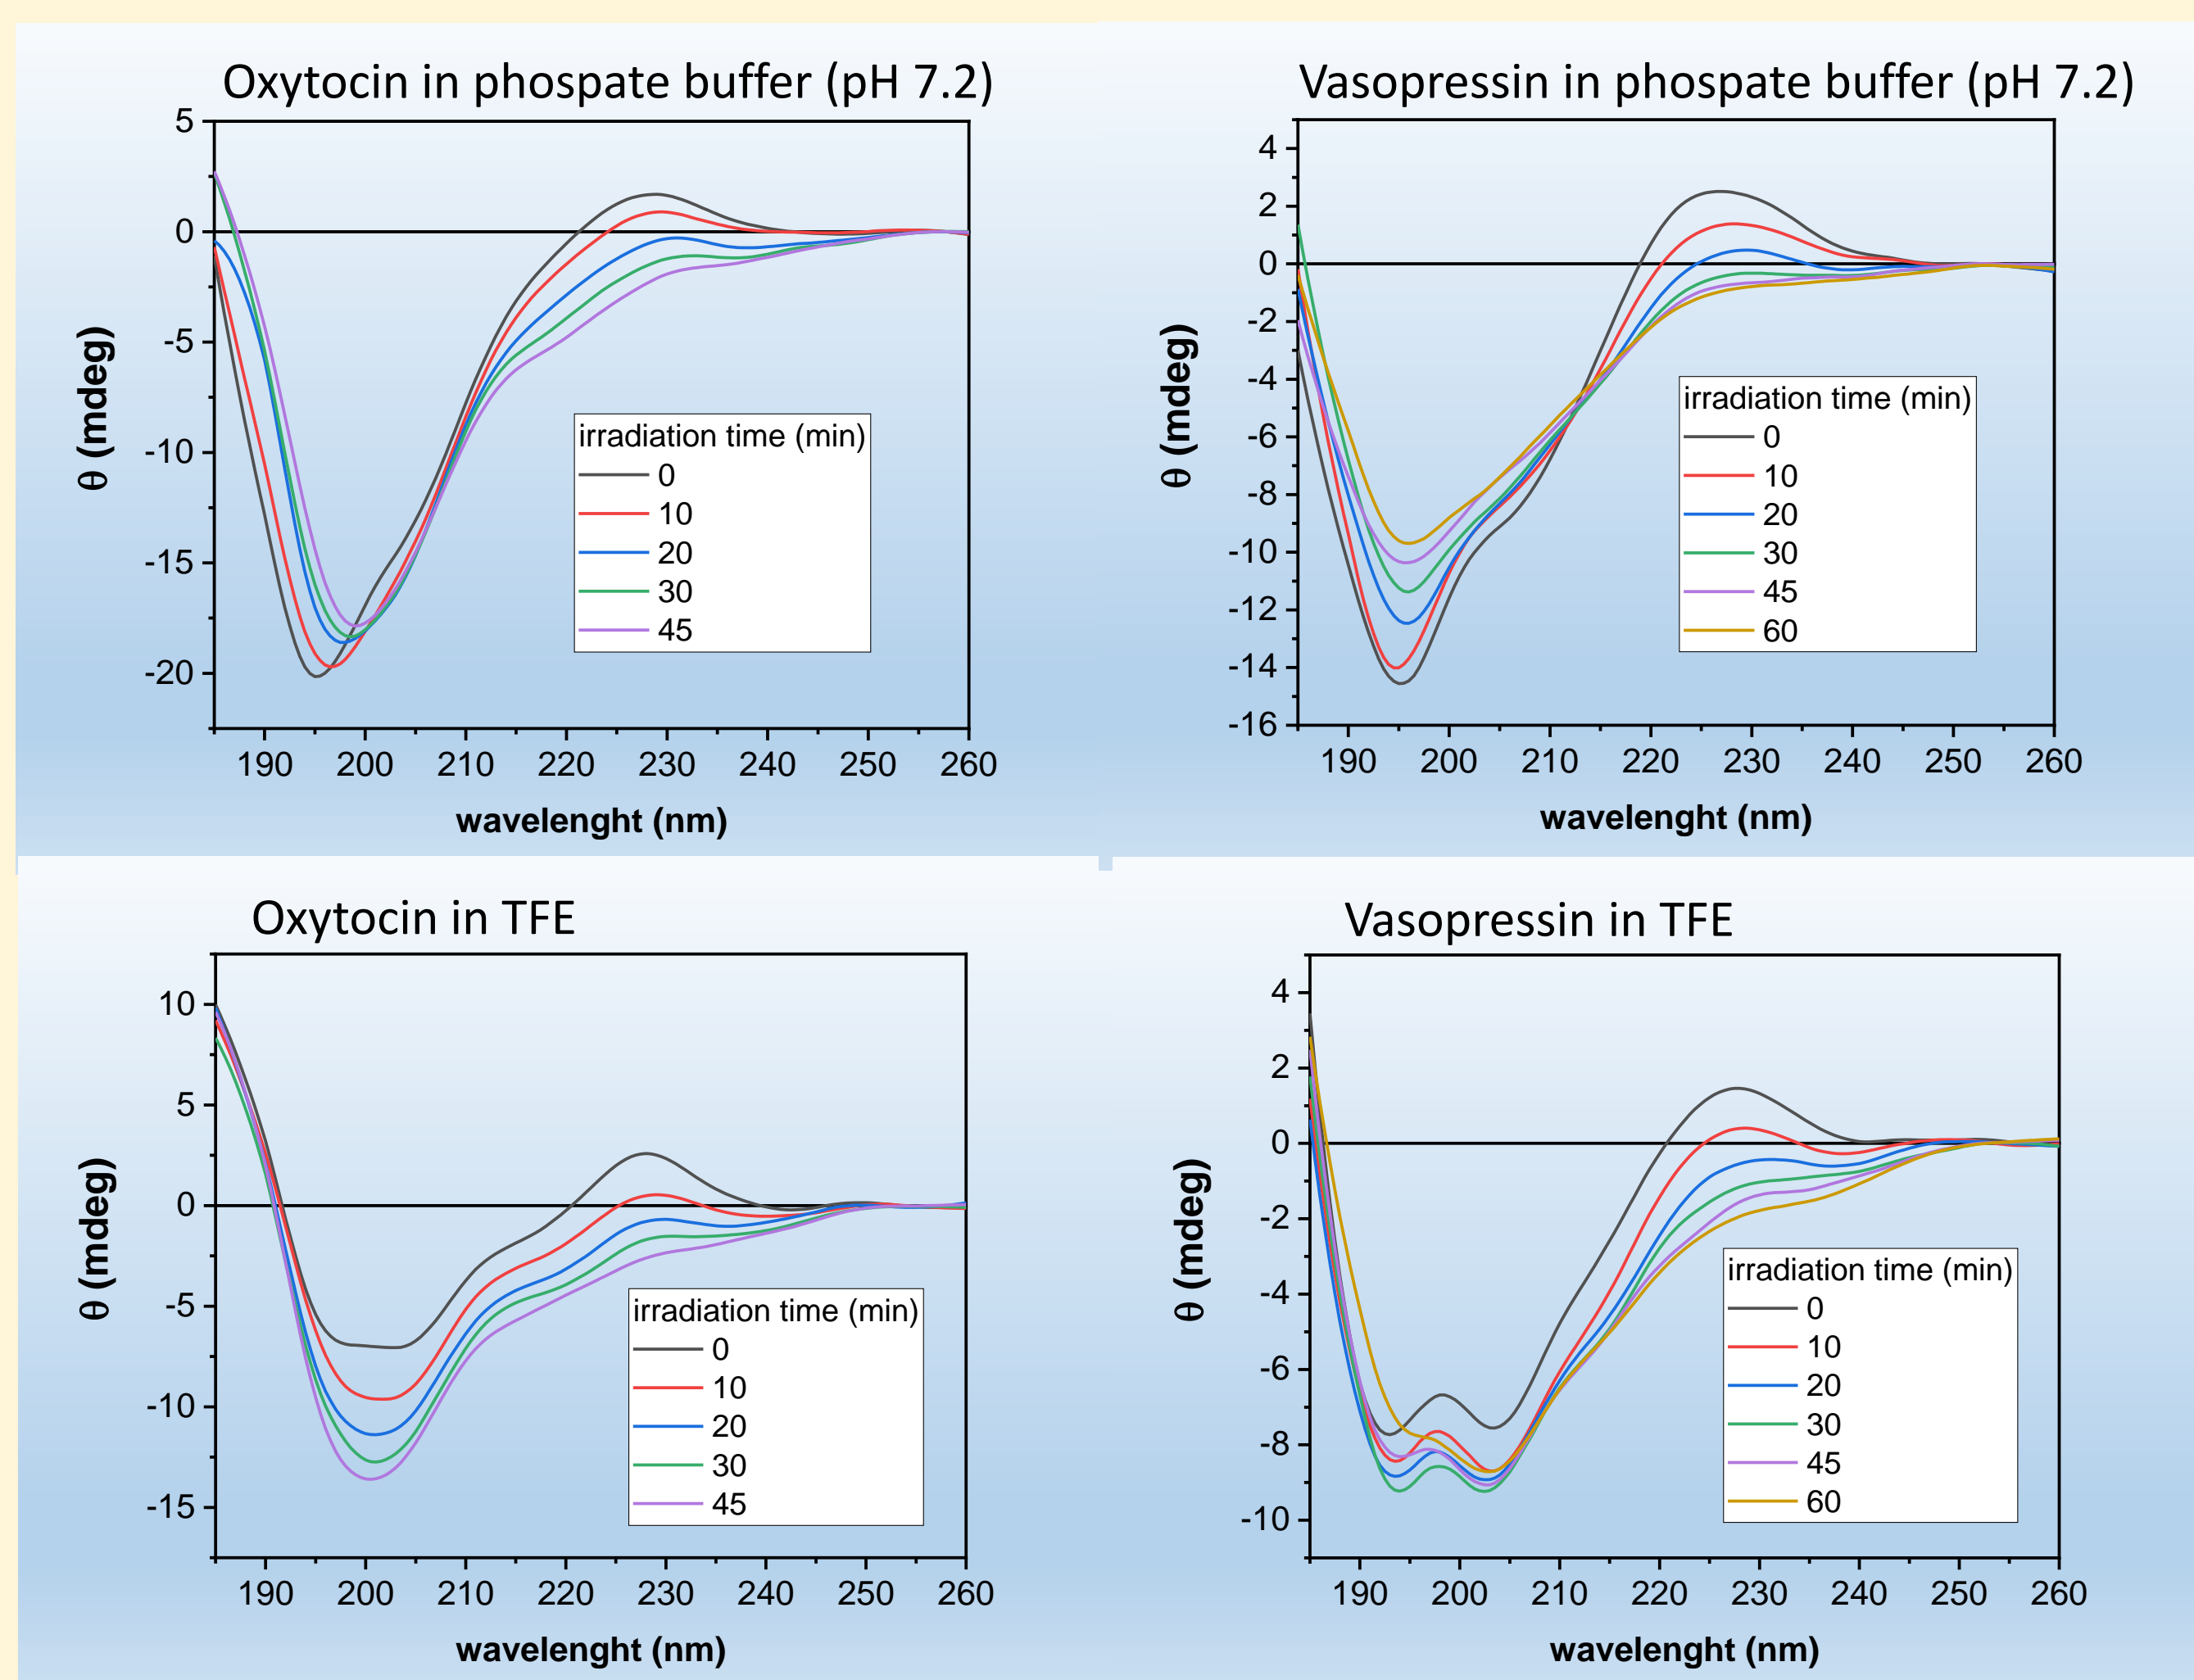 Oxytocin in phospate buffer (pH 7.2)
5
0
-5
-10
-15
-20
θ (mdeg)
irradiation time (min)
0
10
20
30
45
190 200 210 220 230 240 250 260
wavelenght (nm)
Vasopressin in phospate buffer (pH 7.2)
4
2
0
-2
-4
-6
-8
-10
-12
-14
-16
θ (mdeg)
irradiation time (min)
0
10
20
30
45
60
190 200 210 220 230 240 250 260
wavelenght (nm)
Oxytocin in TFE
10
5
0
-5
-10
-15
θ (mdeg)
irradiation time (min)
0
10
20
30
45
190 200 210 220 230 240 250 260
wavelenght (nm)
Vasopressin in TFE
4
2
0
-2
-4
-6
-8
-10
θ (mdeg)
irradiation time (min)
0
10
20
30
45
60
190 200 210 220 230 240 250 260
wavelenght (nm)